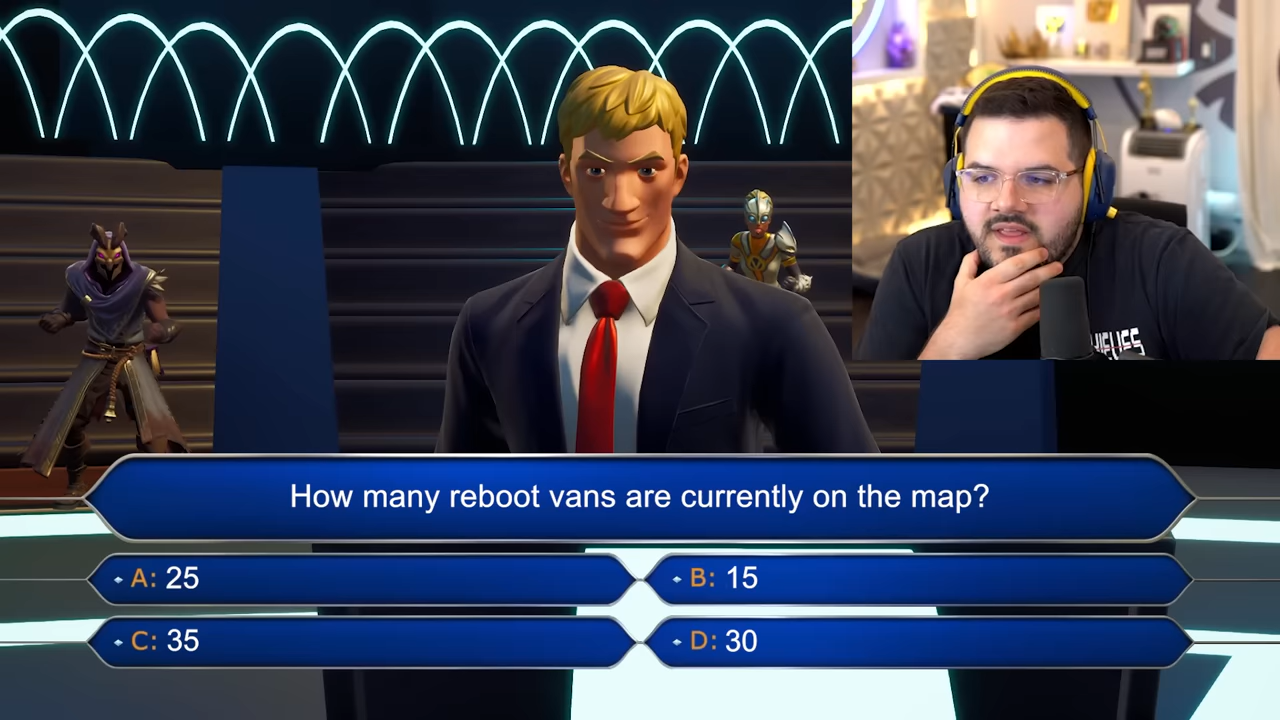 How many reboot vans are currently on the map?
A: 25
B: 15
C: 35
D: 30